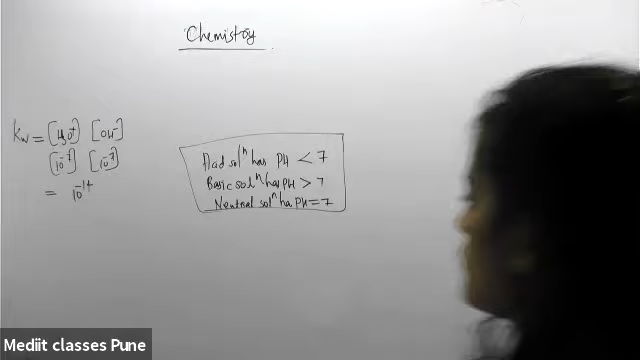 Chemistry
Kw = [H3O+] [OH-]
[10-7] [10-7]
= 10-14
Acid soln has PH < 7
Basic soln has PH > 7
Neutral soln ha PH = 7
Mediit classes Pune